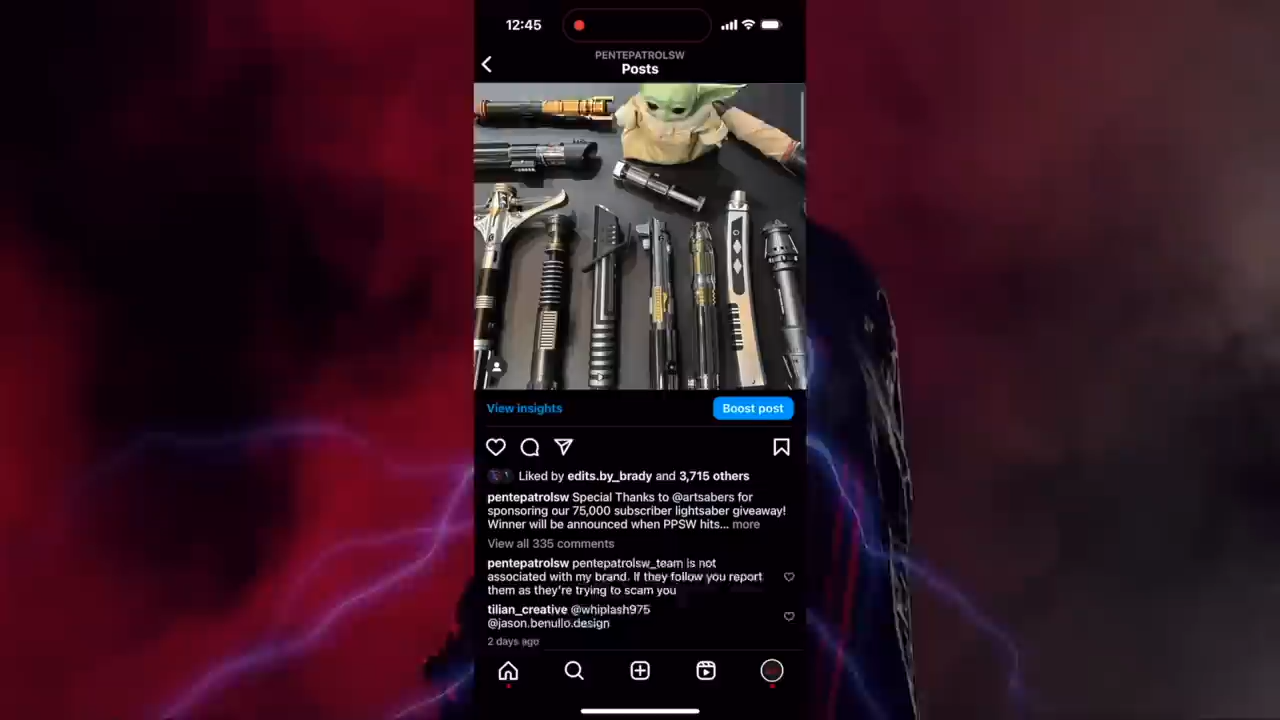 12:45
PENTEPATROLSW
Posts
View insights
Boost post
Liked by edits.by_brady and 3,715 others
pentepatrolsw Special Thanks to @artsabers for
sponsoring our 75,000 subscriber lightsaber giveaway!
Winner will be announced when PPSW hits... more
View all 335 comments
pentepatrolsw pentepatrolsw_team is not
associated with my brand. If they follow you report
them as they're trying to scam you
tilian_creative @whiplash975
@jason.benullo.design
2 days ago